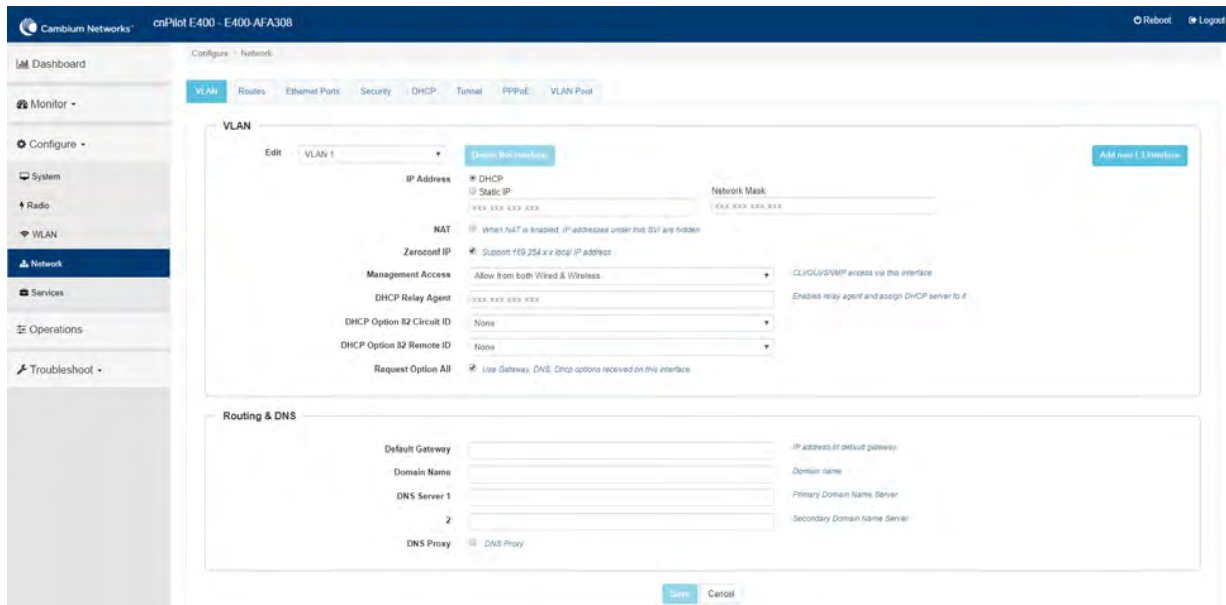 Cambium Networks™
cnPilot E400 - E400-AFA308
Reboot
Logout
Dashboard
Monitor
Configure
System
Radio
WLAN
Network
Services
Operations
Troubleshoot
Configure > Network
VLAN Routes Ethernet Ports Security DHCP Tunnel PPPoE VLAN Pool
VLAN
Edit VLAN 1 Delete this Interface Add new L3 Interface
IP Address DHCP
Static IP Network Mask
xxx.xxx.xxx.xxx xxx.xxx.xxx.xxx
NAT When NAT is enabled, IP addresses under this SVI are hidden
Zeroconf IP Support 169.254.x.x local IP address
Management Access Allow from both Wired & Wireless CLI/GUI/SNMP access via this interface
DHCP Relay Agent xxx.xxx.xxx.xxx Enables relay agent and assign DHCP server to it
DHCP Option 82 Circuit ID None
DHCP Option 82 Remote ID None
Request Option All Use Gateway, DNS, Dhcp options received on this interface
Routing & DNS
Default Gateway IP address of default gateway
Domain Name Domain name
DNS Server 1 Primary Domain Name Server
2 Secondary Domain Name Server
DNS Proxy DNS Proxy
Save Cancel